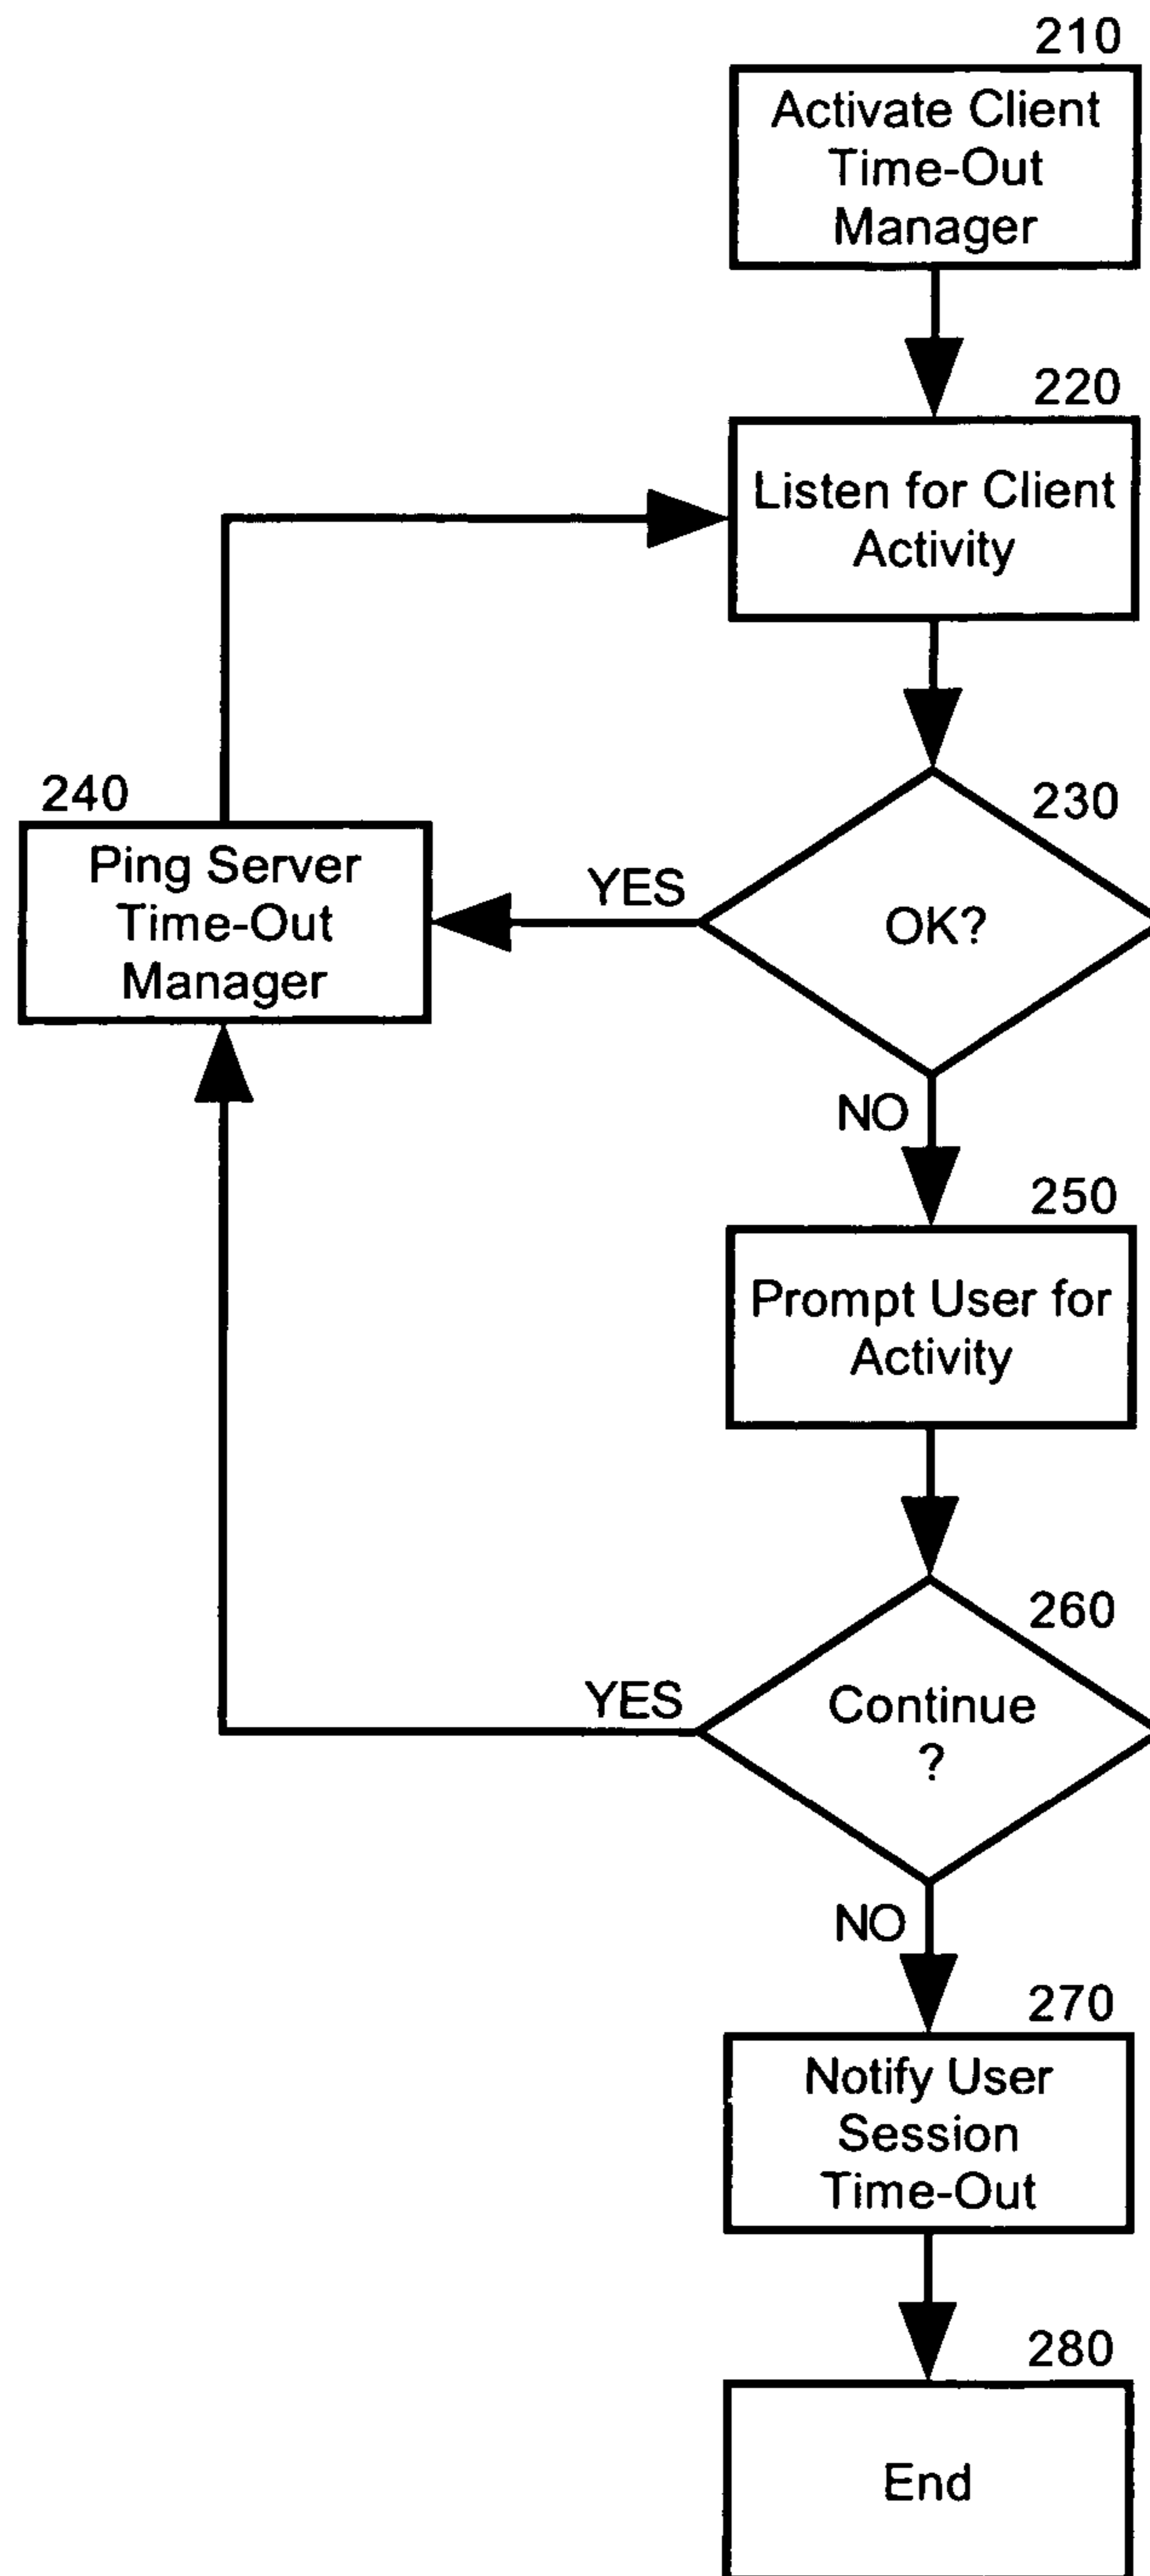 210
Activate Client
Time-Out
Manager
220
Listen for Client
Activity
230
OK?
YES
240
Ping Server
Time-Out
Manager
NO
250
Prompt User for
Activity
260
Continue
?
YES
NO
270
Notify User
Session
Time-Out
280
End